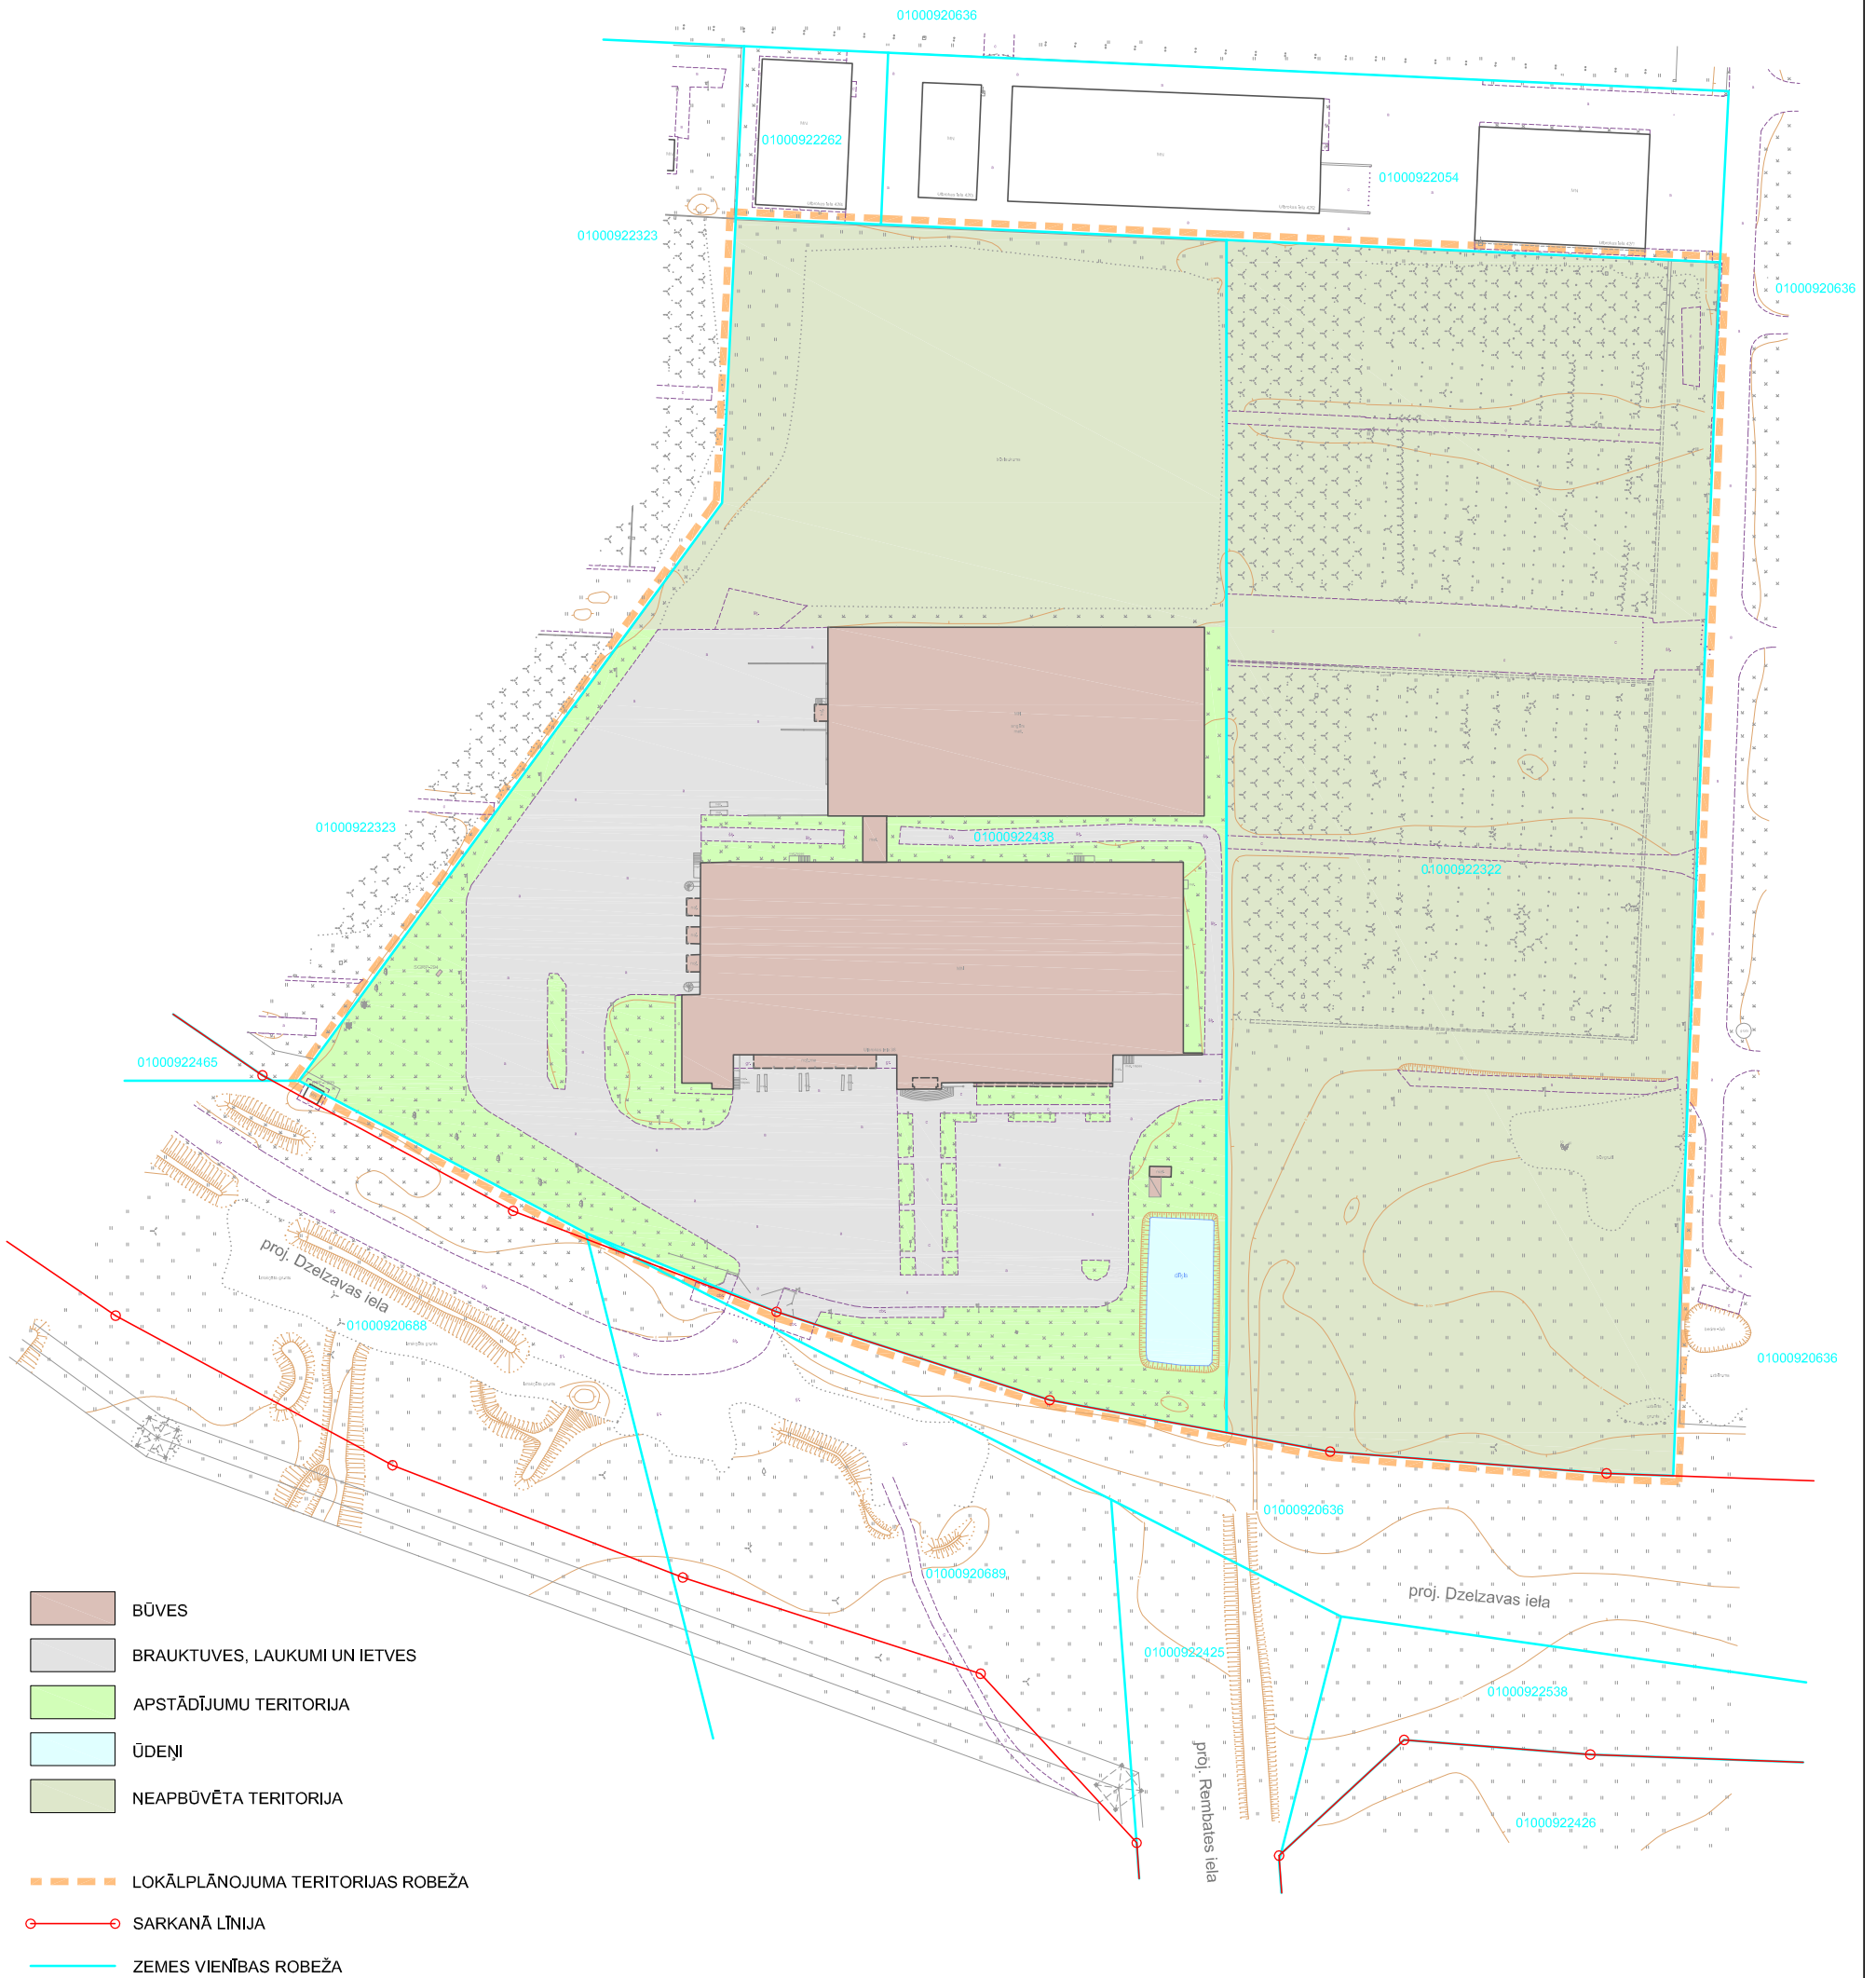 01000920636
01000922262
01000922054
01000922323
01000920636
01000922323
01000922438
01000922322
01000922465
proj. Dzelzavas iela
01000920688
01000920636
01000920636
01000920689
proj. Dzelzavas iela
01000922425
01000922538
proj. Rembates iela
01000922426
BŪVES
BRAUKTUVES, LAUKUMI UN IETVES
APSTĀDĪJUMU TERITORIJA
ŪDEŅI
NEAPBŪVĒTA TERITORIJA
LOKĀLPLĀNOJUMA TERITORIJAS ROBEŽA
SARKANĀ LĪNIJA
ZEMES VIENĪBAS ROBEŽA